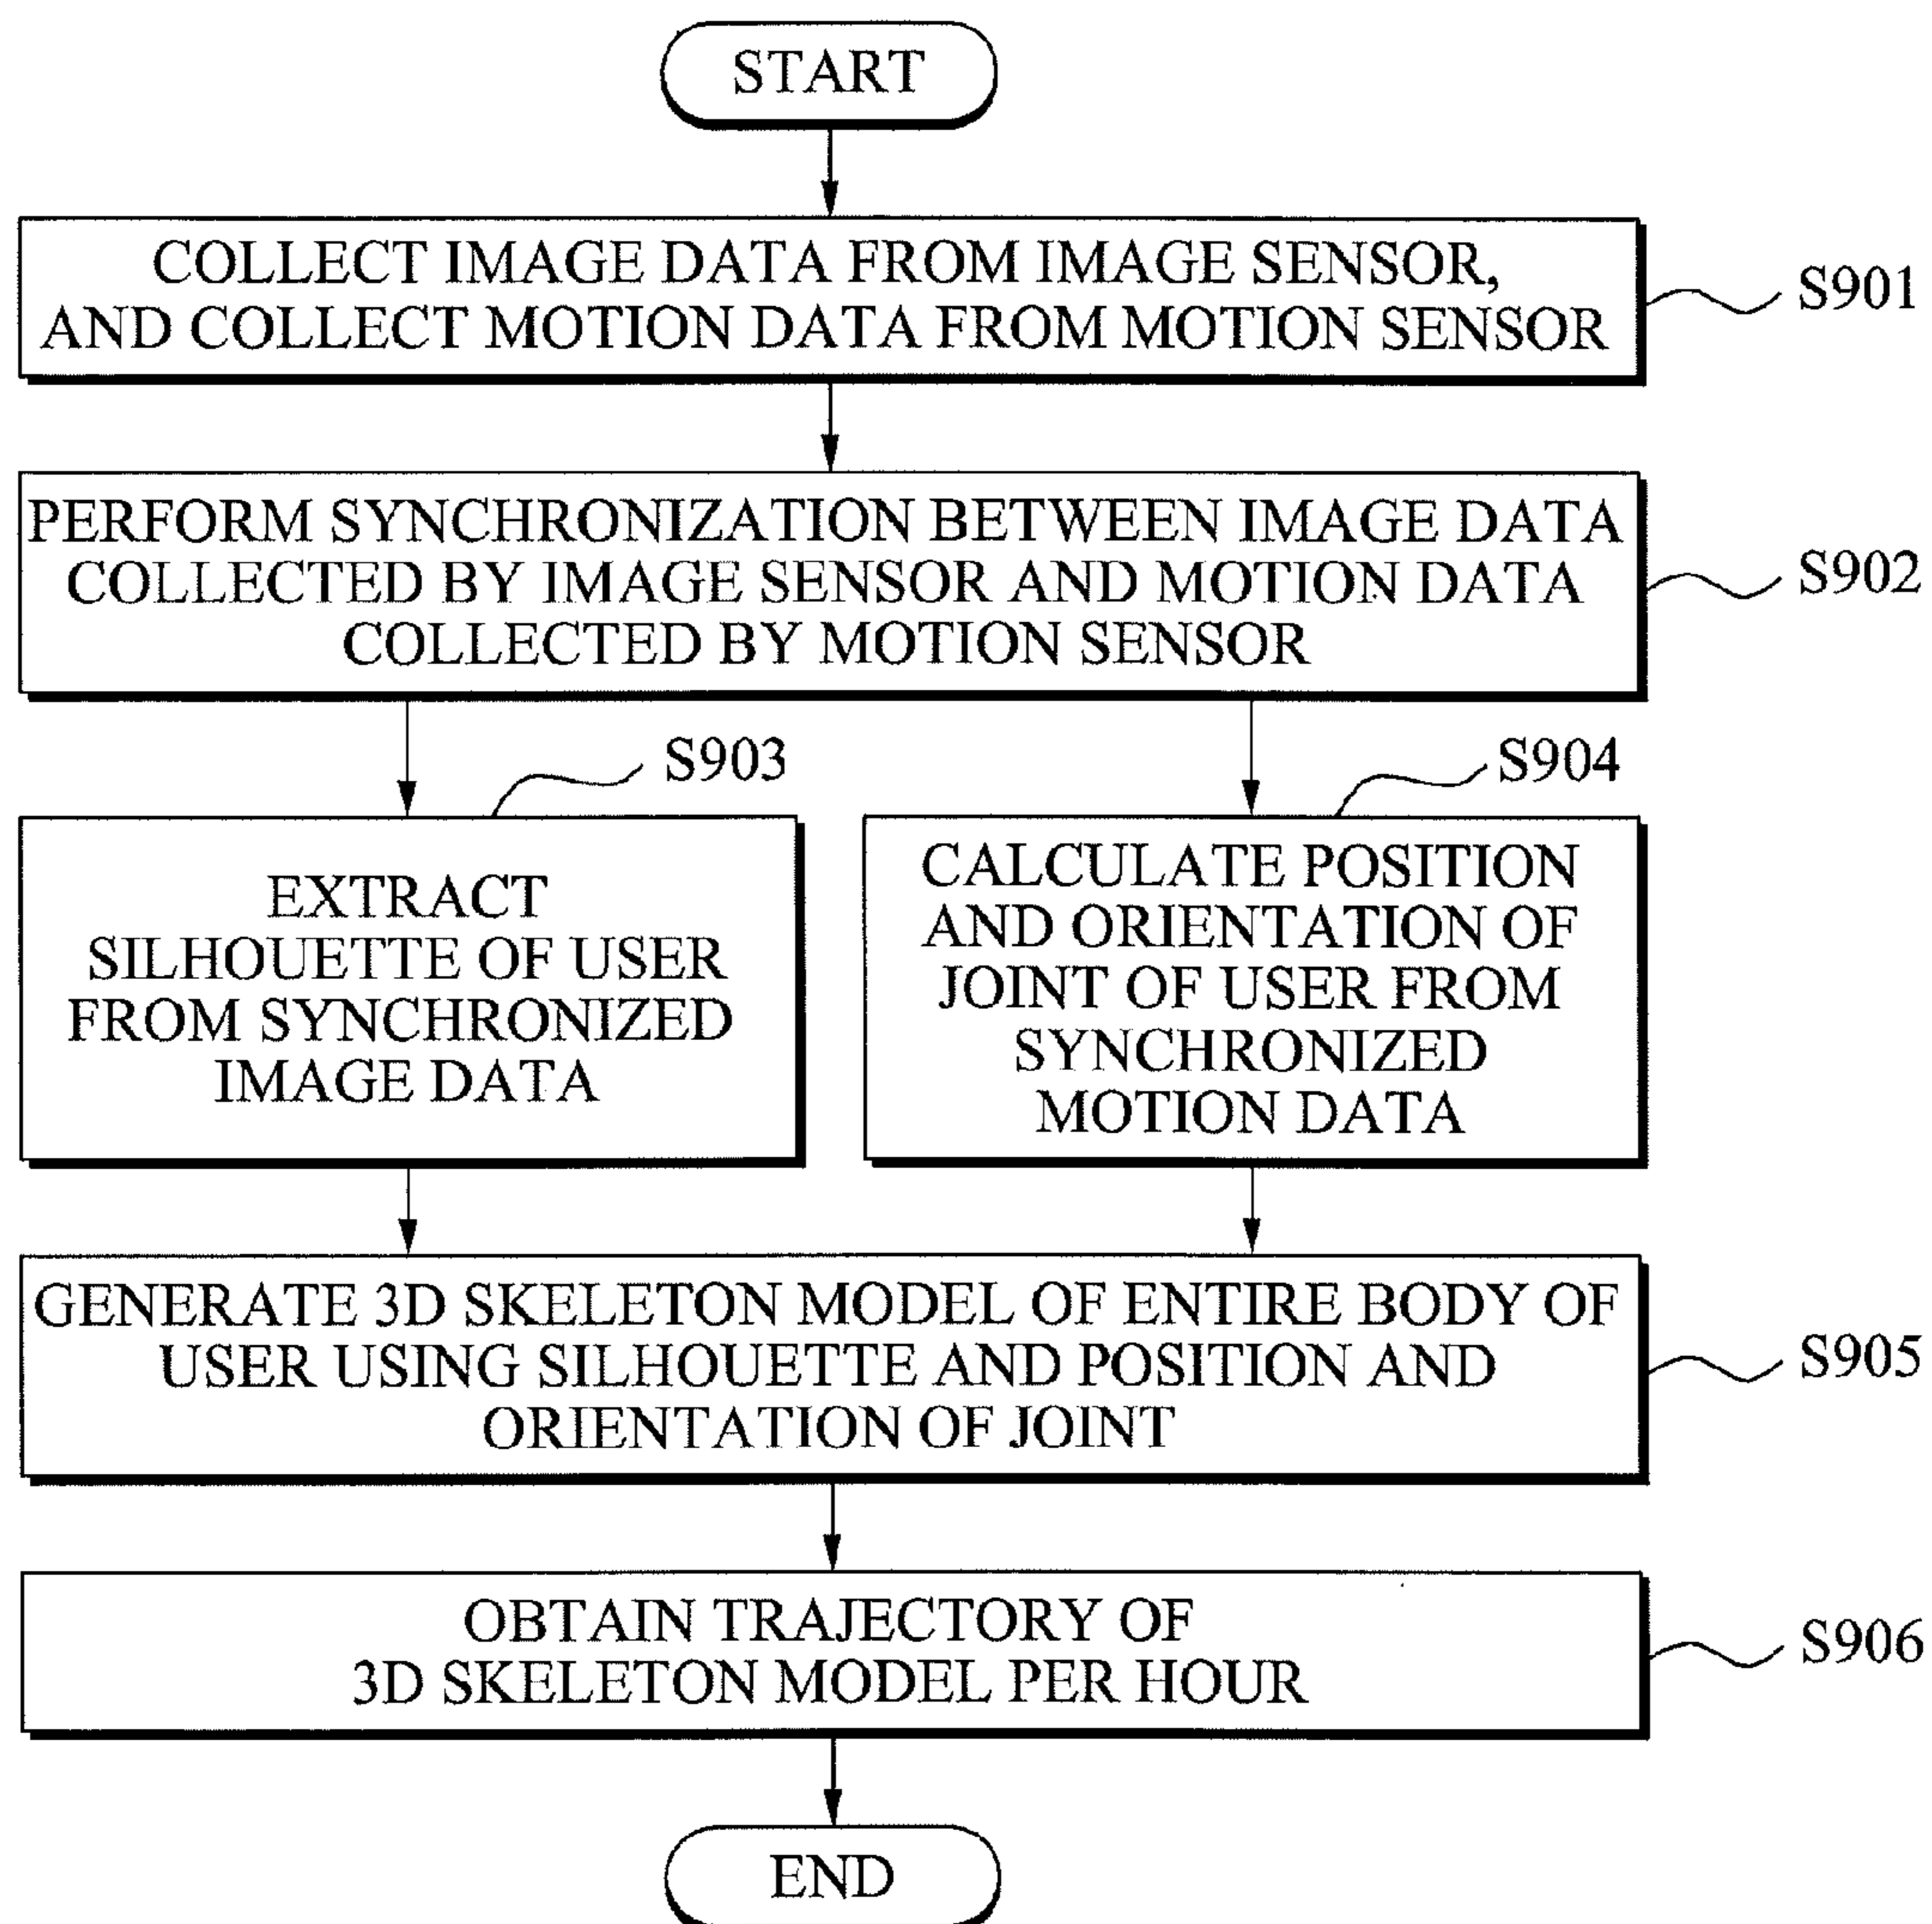 START
COLLECT IMAGE DATA FROM IMAGE SENSOR,
AND COLLECT MOTION DATA FROM MOTION SENSOR
S901
PERFORM SYNCHRONIZATION BETWEEN IMAGE DATA
COLLECTED BY IMAGE SENSOR AND MOTION DATA
COLLECTED BY MOTION SENSOR
S902
S903
EXTRACT
SILHOUETTE OF USER
FROM SYNCHRONIZED
IMAGE DATA
S904
CALCULATE POSITION
AND ORIENTATION OF
JOINT OF USER FROM
SYNCHRONIZED
MOTION DATA
GENERATE 3D SKELETON MODEL OF ENTIRE BODY OF
USER USING SILHOUETTE AND POSITION AND
ORIENTATION OF JOINT
S905
OBTAIN TRAJECTORY OF
3D SKELETON MODEL PER HOUR
S906
END